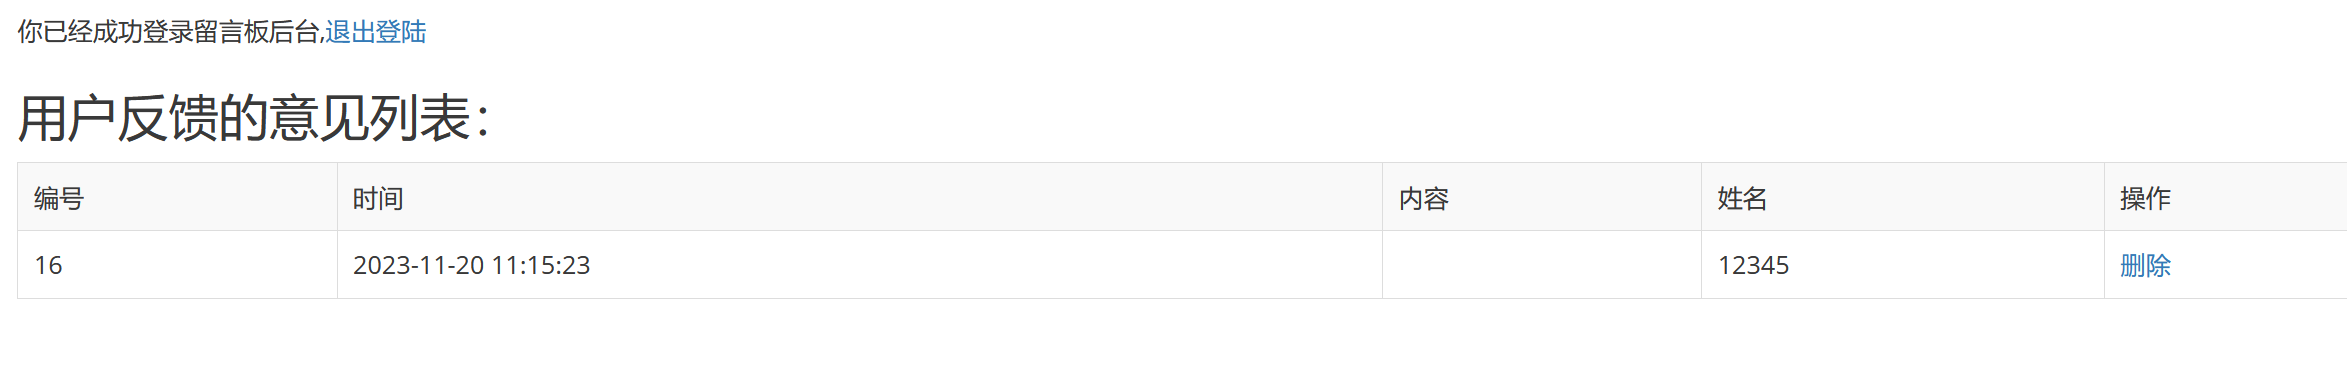 你已经成功登录留言板后台,退出登陆
用户反馈的意见列表：
编号 时间 内容 姓名 操作
16 2023-11-20 11:15:23 12345 删除